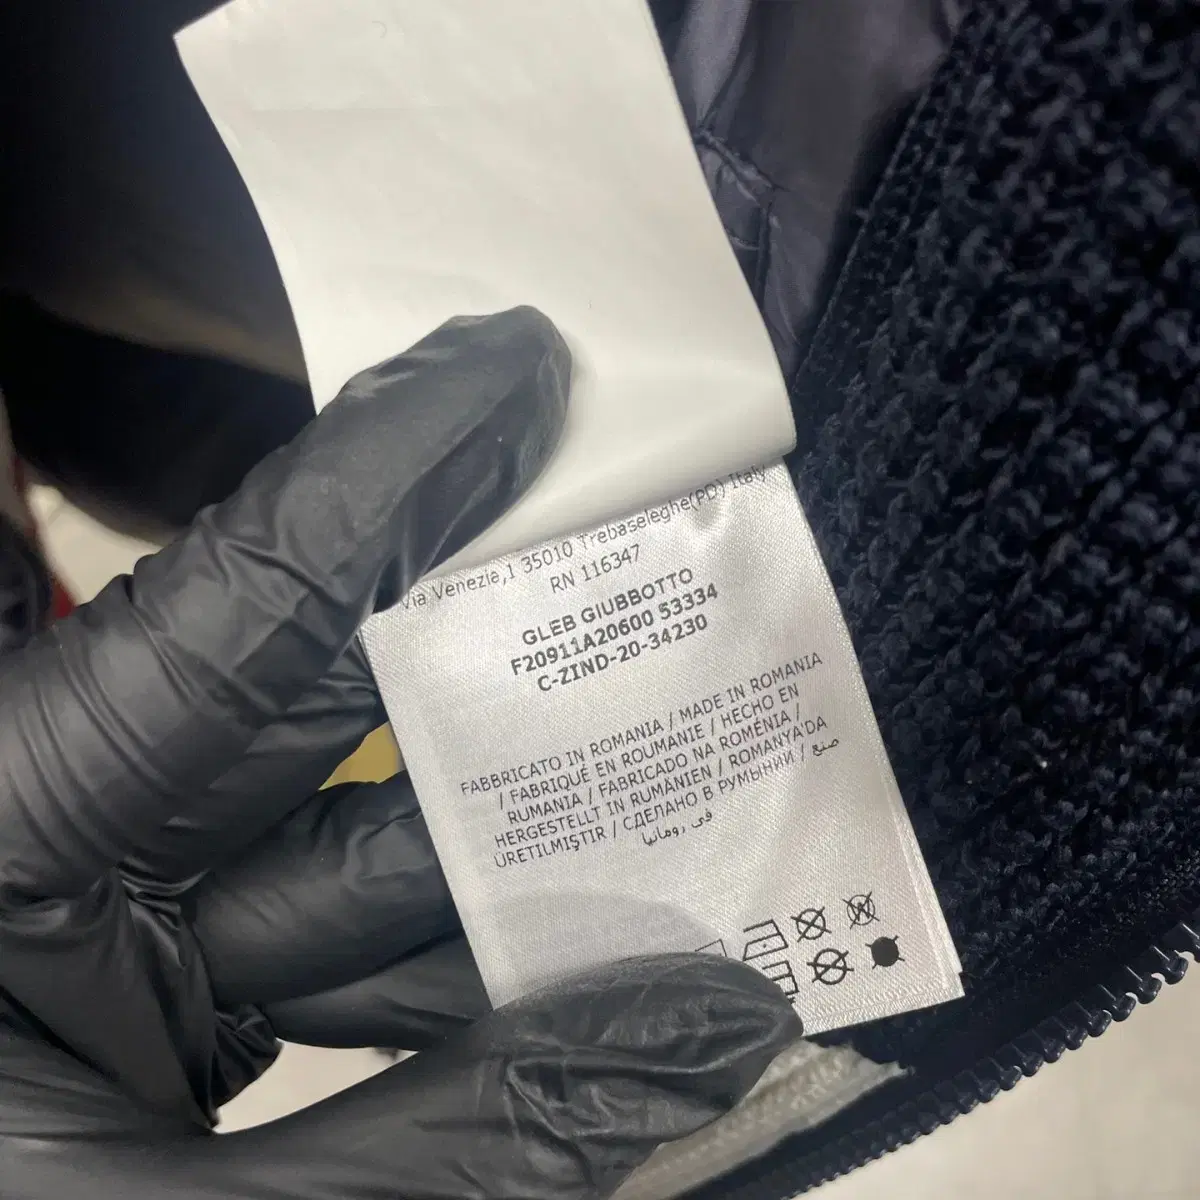 Via Venezia,1 35010 Trebaseleghe(PD) Italy
RN 116347
GLEB GIUBBOTTO
F20911A20600 53334
C-ZIND-20-34230
FABBRICATO IN ROMANIA / MADE IN ROMANIA
/ FABRIQUÉ EN ROUMANIE / HECHO EN
RUMANIA / FABRICADO NA ROMÉNIA /
HERGESTELLT IN RUMÄNIEN / ROMANYA'DA
ÜRETILMIŞTIR / СДЕЛАНО В РУМЫНИИ / صنع
في رومانيا